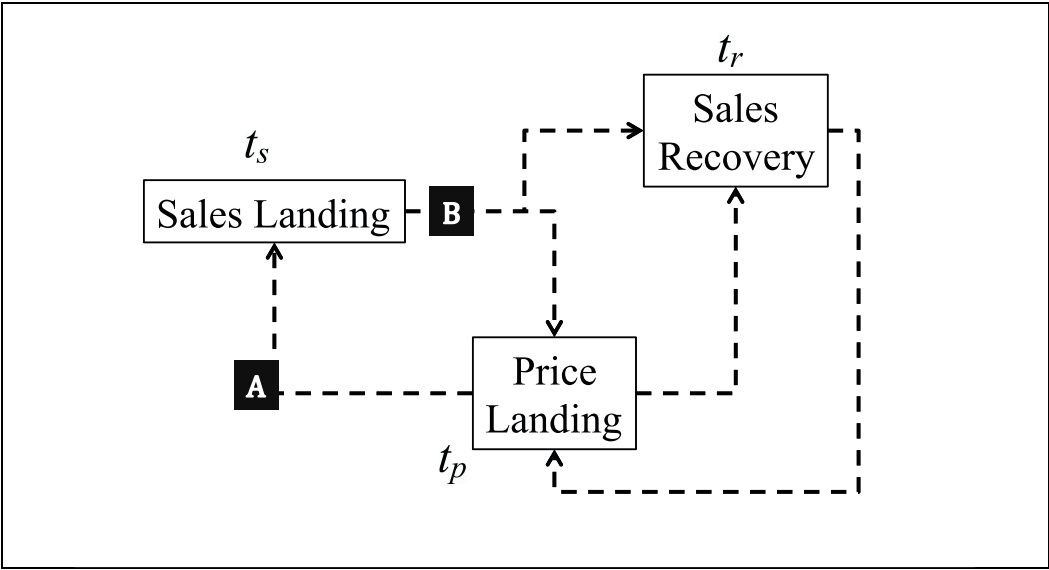 t_r
Sales
Recovery
t_s
Sales Landing
B
A
Price
Landing
t_p